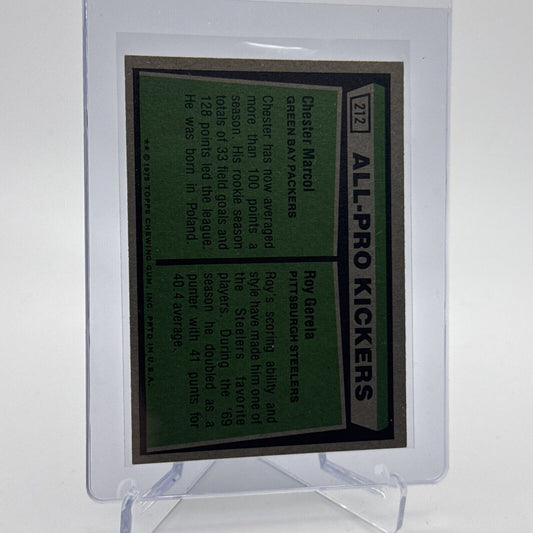 212
ALL-PRO KICKERS
Chester Marcol
GREEN BAY PACKERS
Chester has now averaged
more than 100 points a
season. His rookie season
totals of 33 field goals and
128 points led the league.
He was born in Poland.
Roy Gerela
PITTSBURGH STEELERS
Roy's scoring ability and
style have made him one of
the Steelers favorite
players. During the '69
season he doubled as a
punter with 41 punts for
40.4 average.
★★ © 1975 TOPPS CHEWING GUM, INC. PRTD. IN U.S.A.